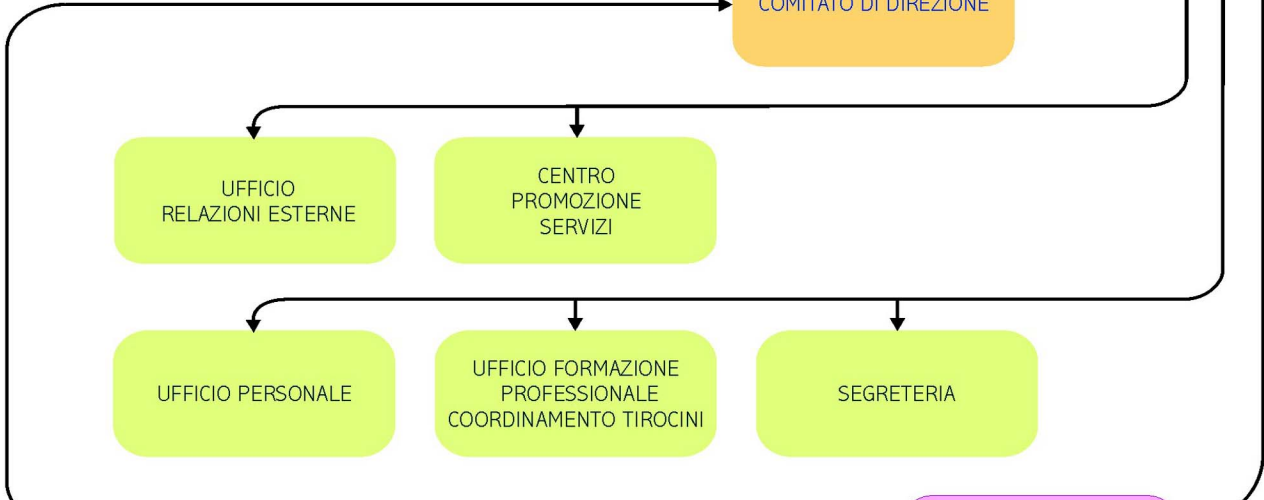 COMITATO DI DIREZIONE
UFFICIO
RELAZIONI ESTERNE
CENTRO
PROMOZIONE
SERVIZI
UFFICIO PERSONALE
UFFICIO FORMAZIONE
PROFESSIONALE
COORDINAMENTO TIROCINI
SEGRETERIA